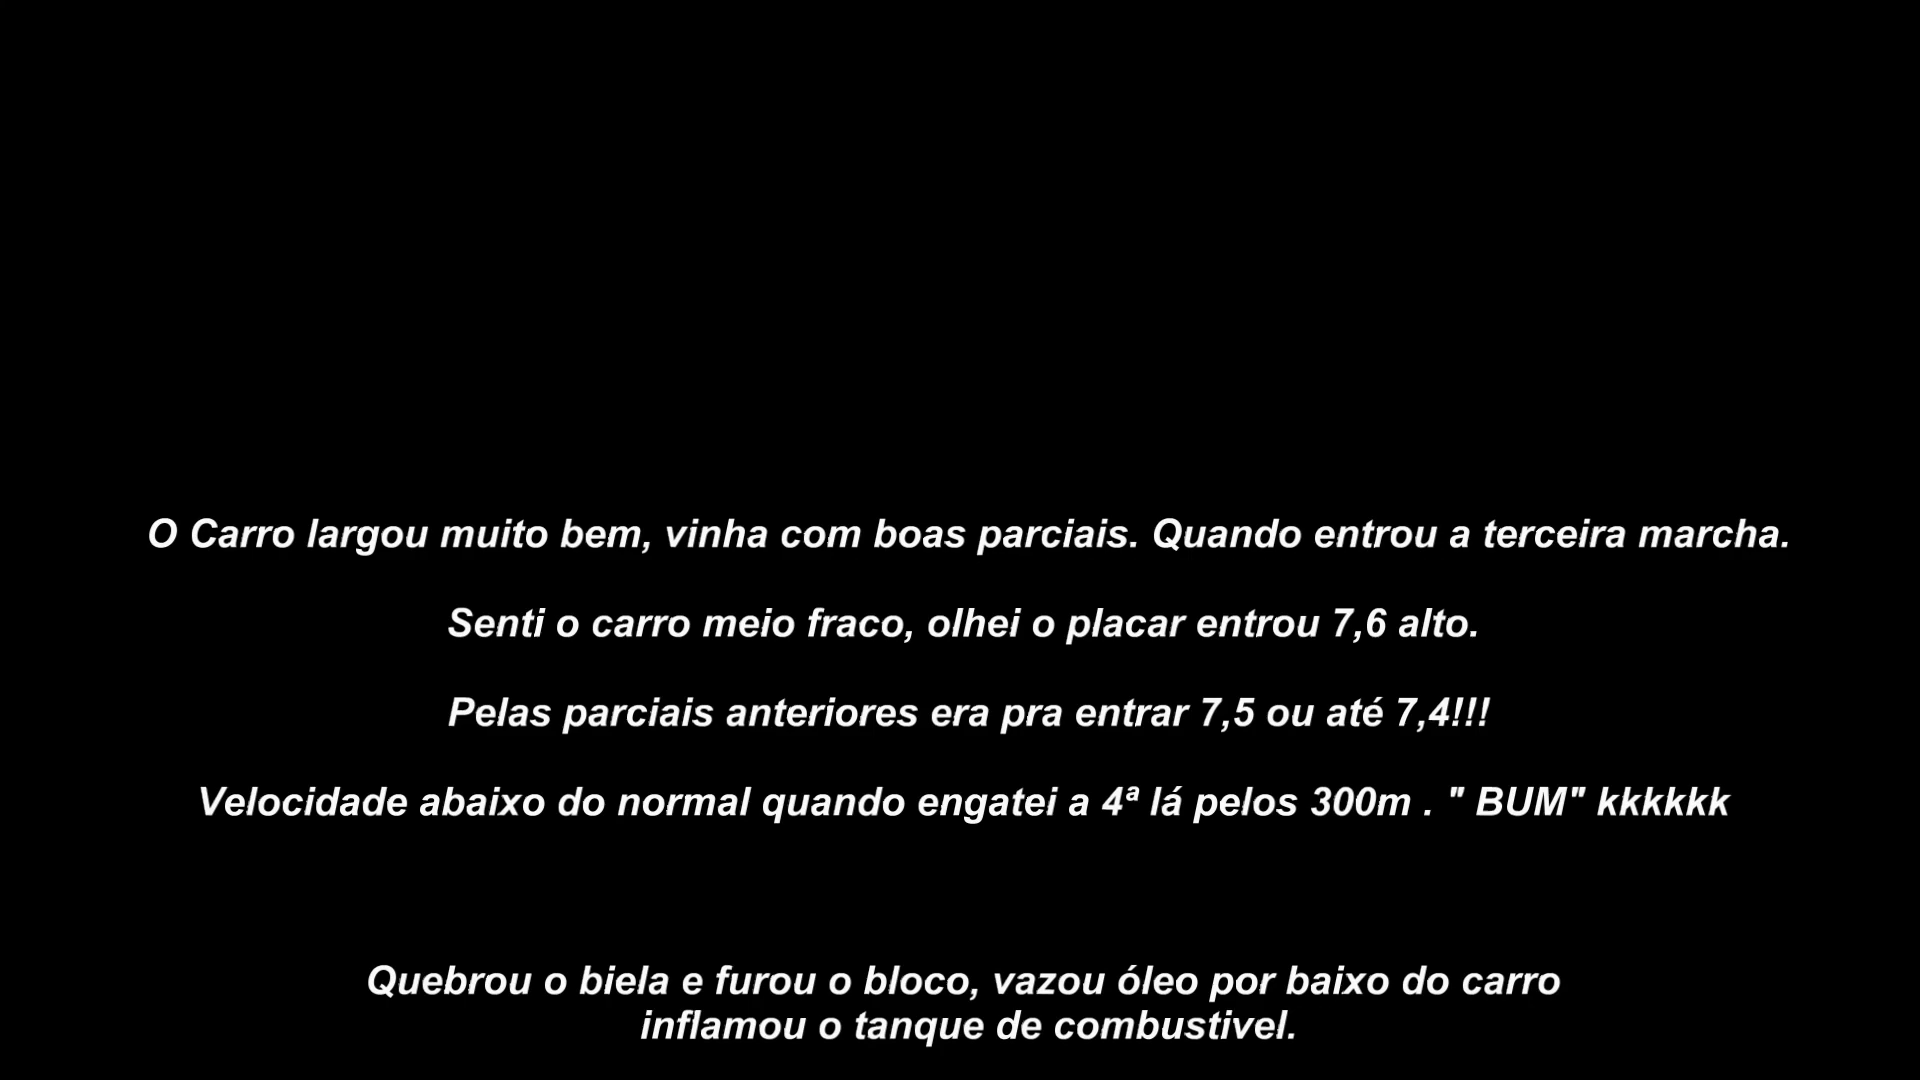 O Carro largou muito bem, vinha com boas parciais. Quando entrou a terceira marcha.
Senti o carro meio fraco, olhei o placar entrou 7,6 alto.
Pelas parciais anteriores era pra entrar 7,5 ou até 7,4!!!
Velocidade abaixo do normal quando engatei a 4ª lá pelos 300m . " BUM" kkkkkk
Quebrou o biela e furou o bloco, vazou óleo por baixo do carro
inflamou o tanque de combustivel.